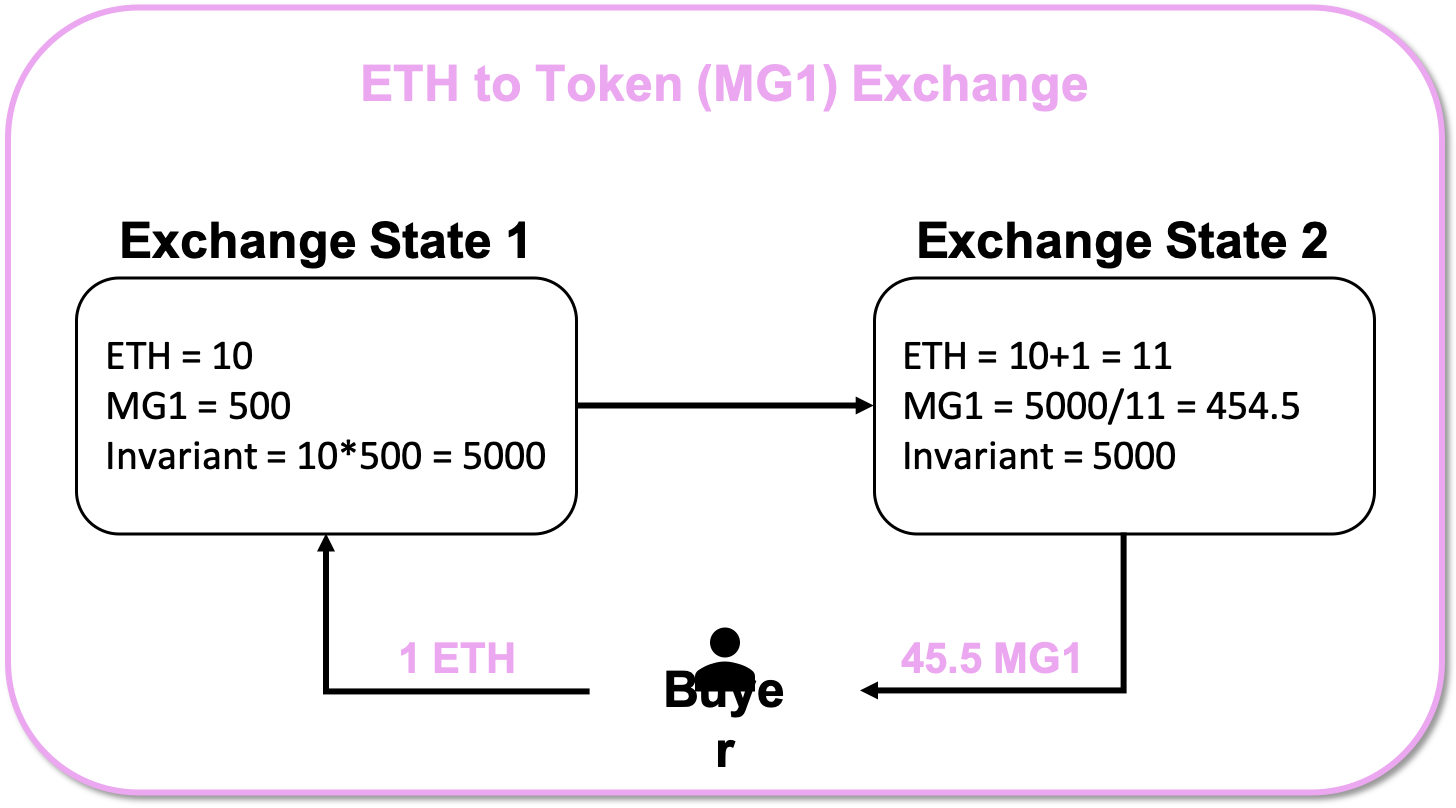 ETH to Token (MG1) Exchange
Exchange State 1
ETH = 10
MG1 = 500
Invariant = 10*500 = 5000
Exchange State 2
ETH = 10+1 = 11
MG1 = 5000/11 = 454.5
Invariant = 5000
1 ETH
Buye
r
45.5 MG1